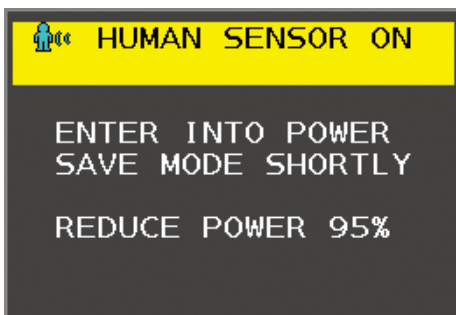 HUMAN SENSOR ON
ENTER INTO POWER
SAVE MODE SHORTLY
REDUCE POWER 95%